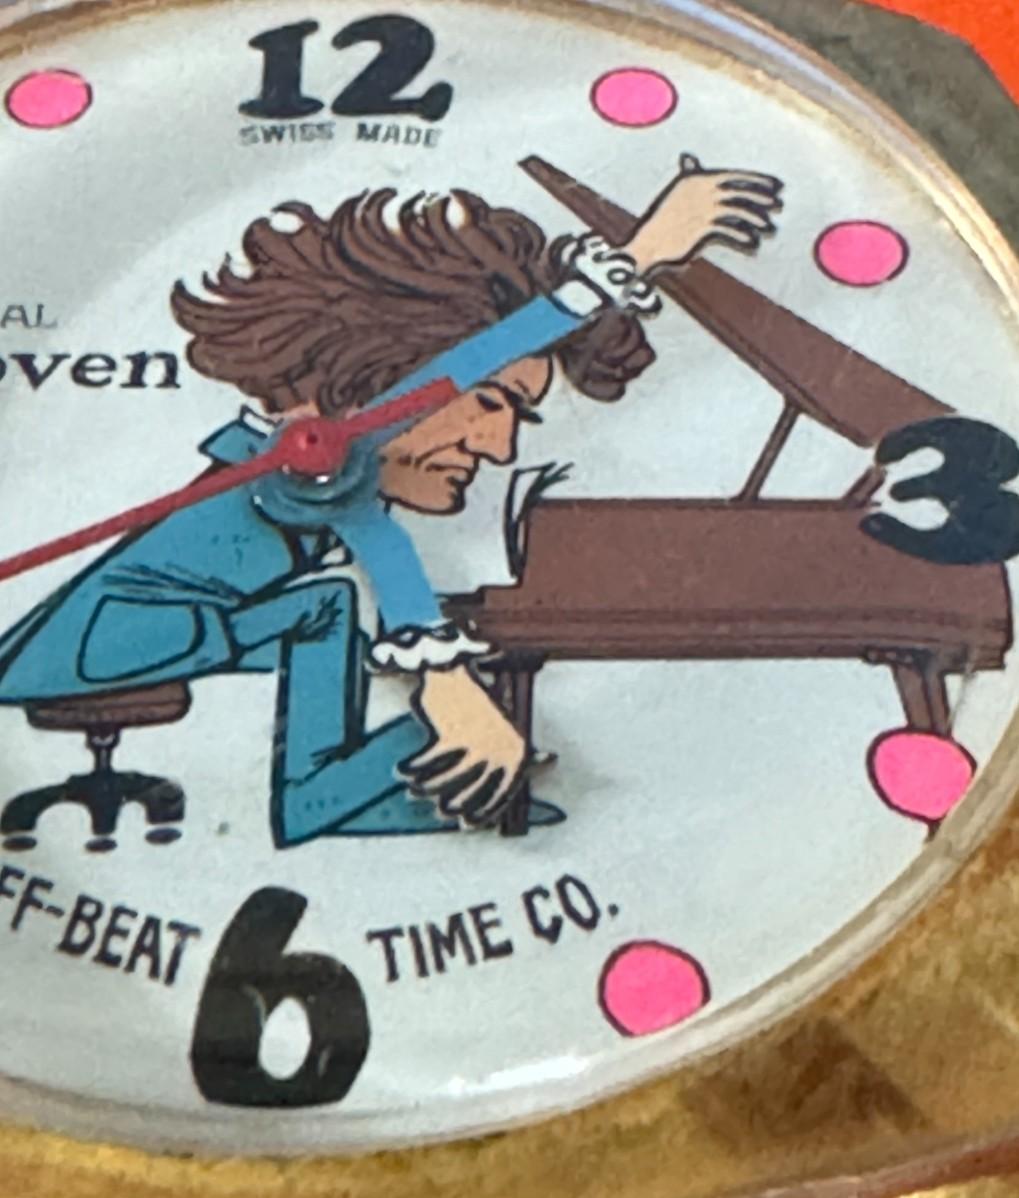 12
SWISS MADE
AL
oven
3
FF-BEAT TIME CO.
6